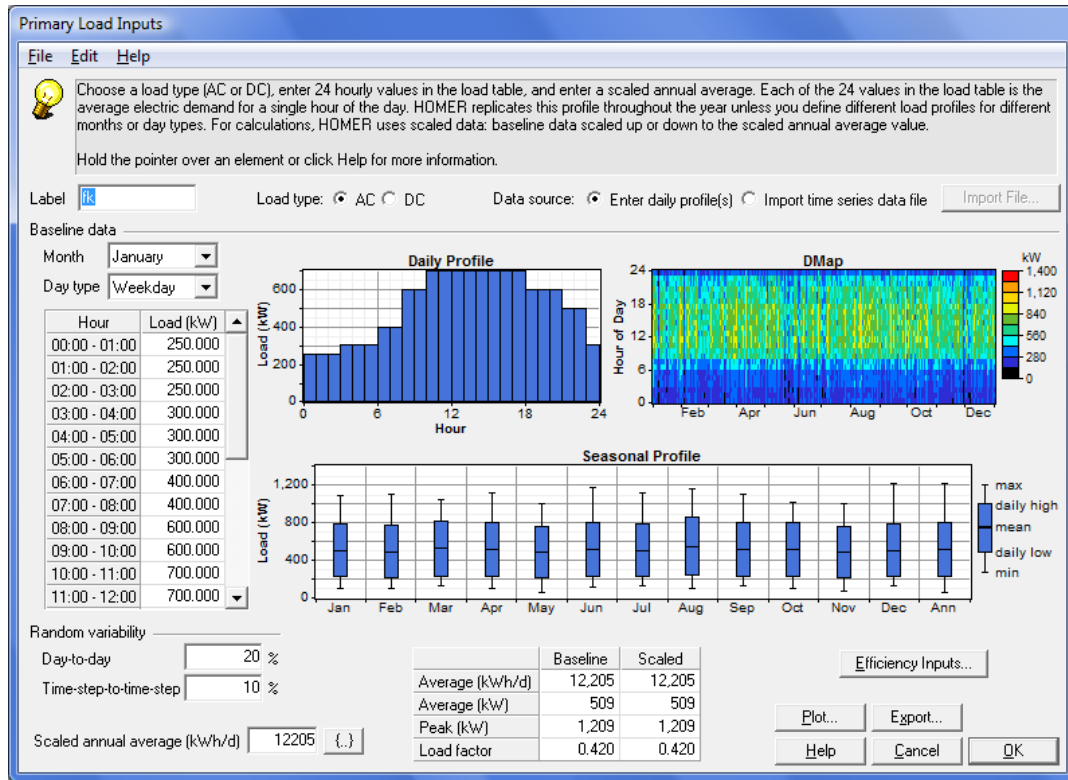 Primary Load Inputs
File Edit Help
Choose a load type (AC or DC), enter 24 hourly values in the load table, and enter a scaled annual average. Each of the 24 values in the load table is the
average electric demand for a single hour of the day. HOMER replicates this profile throughout the year unless you define different load profiles for different
months or day types. For calculations, HOMER uses scaled data: baseline data scaled up or down to the scaled annual average value.
Hold the pointer over an element or click Help for more information.
Label fk Load type: AC DC Data source: Enter daily profile(s) Import time series data file Import File...
Baseline data
Month January
Day type Weekday
Hour Load (kW)
00:00 - 01:00 250.000
01:00 - 02:00 250.000
02:00 - 03:00 250.000
03:00 - 04:00 300.000
04:00 - 05:00 300.000
05:00 - 06:00 300.000
06:00 - 07:00 400.000
07:00 - 08:00 400.000
08:00 - 09:00 600.000
09:00 - 10:00 600.000
10:00 - 11:00 700.000
11:00 - 12:00 700.000
Daily Profile
Load (kW)
600
400
200
0
0 6 12 18 24
Hour
DMap
Hour of Day
24
18
12
6
0
Feb Apr Jun Aug Oct Dec
kW
1,400
1,120
840
560
280
0
Seasonal Profile
Load (kW)
1,200
800
400
0
Jan Feb Mar Apr May Jun Jul Aug Sep Oct Nov Dec Ann
max
daily high
mean
daily low
min
Random variability
Day-to-day 20 %
Time-step-to-time-step 10 %
Scaled annual average (kWh/d) 12205 {..}
Baseline Scaled
Average (kWh/d) 12,205 12,205
Average (kW) 509 509
Peak (kW) 1,209 1,209
Load factor 0.420 0.420
Efficiency Inputs...
Plot... Export...
Help Cancel OK